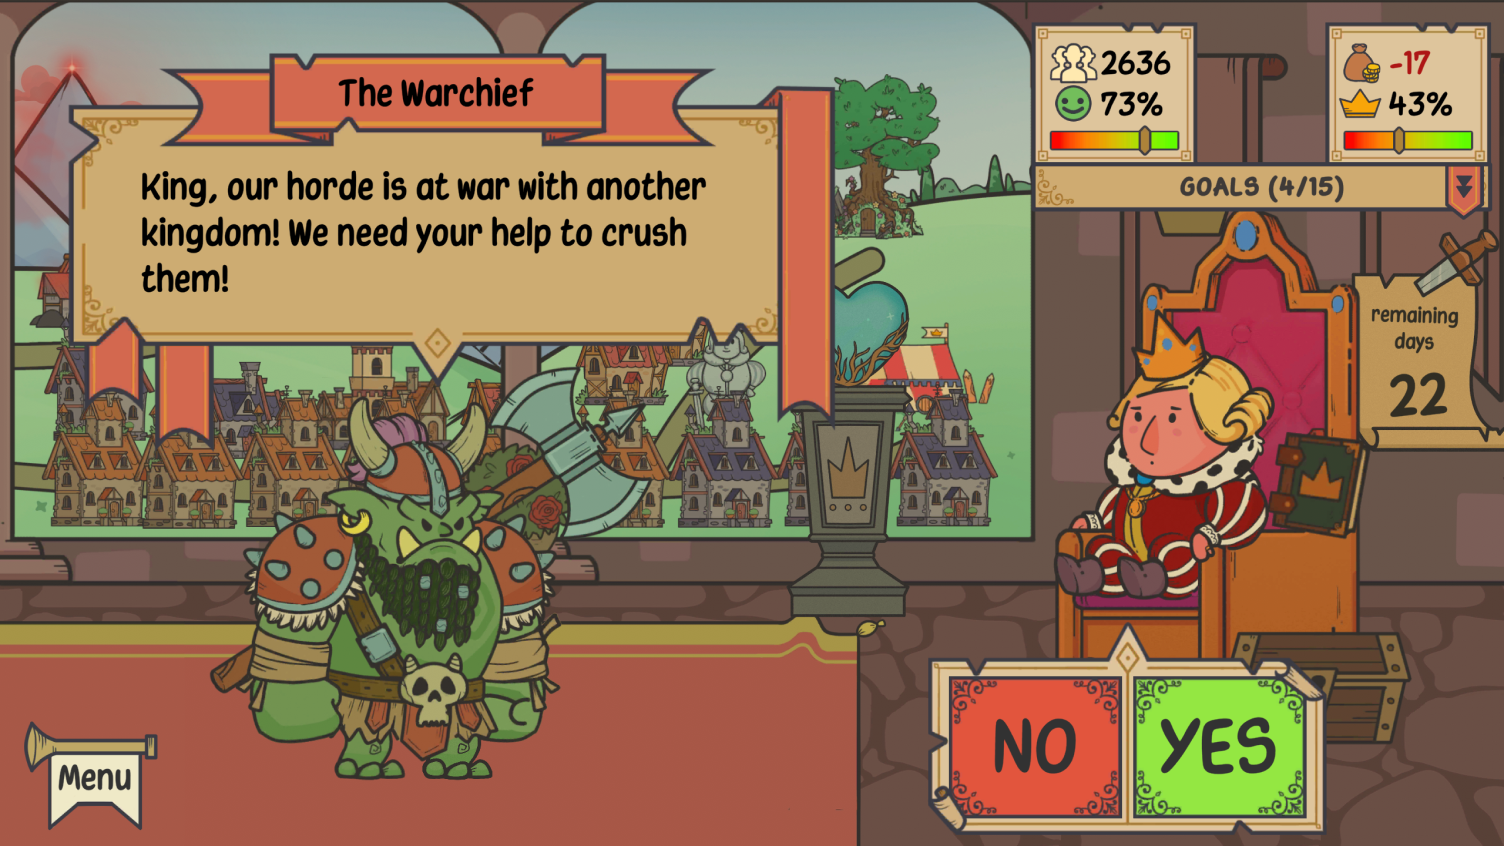 The Warchief
King, our horde is at war with another
kingdom! We need your help to crush
them!
2636
73%
-17
43%
GOALS (4/15)
remaining
days
22
NO
YES
Menu